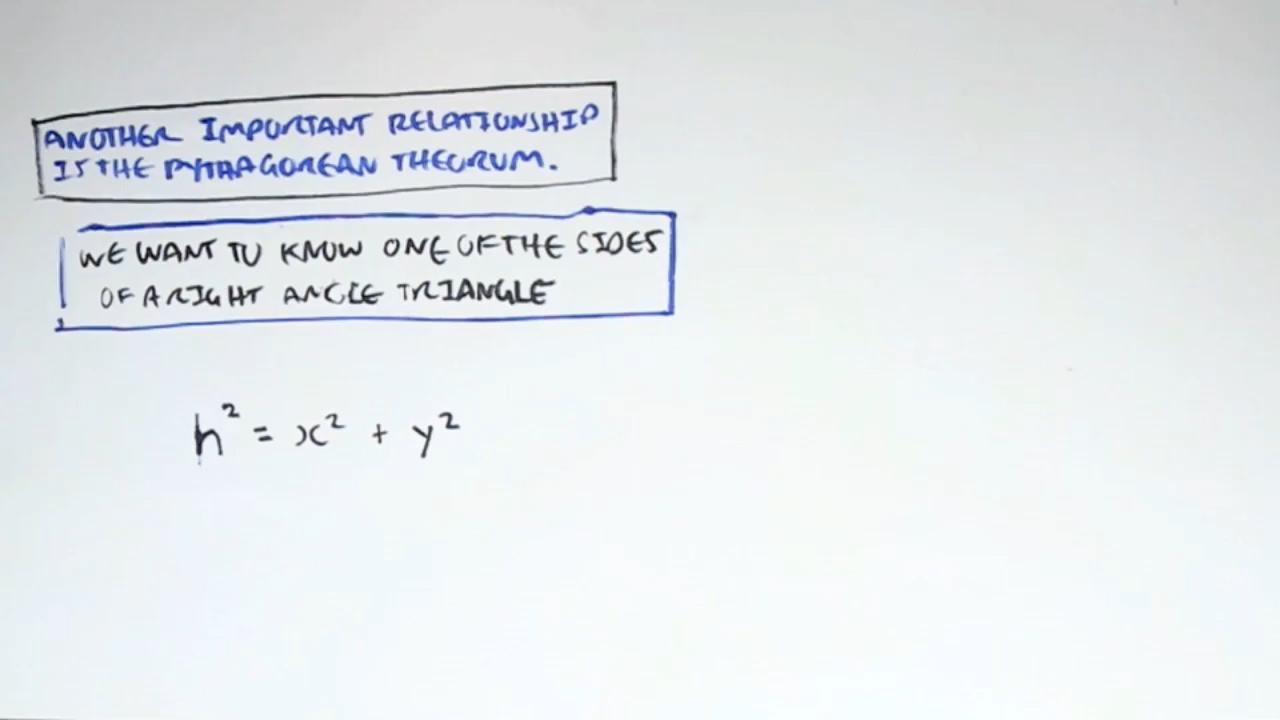 ANOTHER IMPORTANT RELATIONSHIP
IS THE PYTHAGOREAN THEORUM.
WE WANT TO KNOW ONE OF THE SIDES
OF A RIGHT ANGLE TRIANGLE
h² = x² + y²